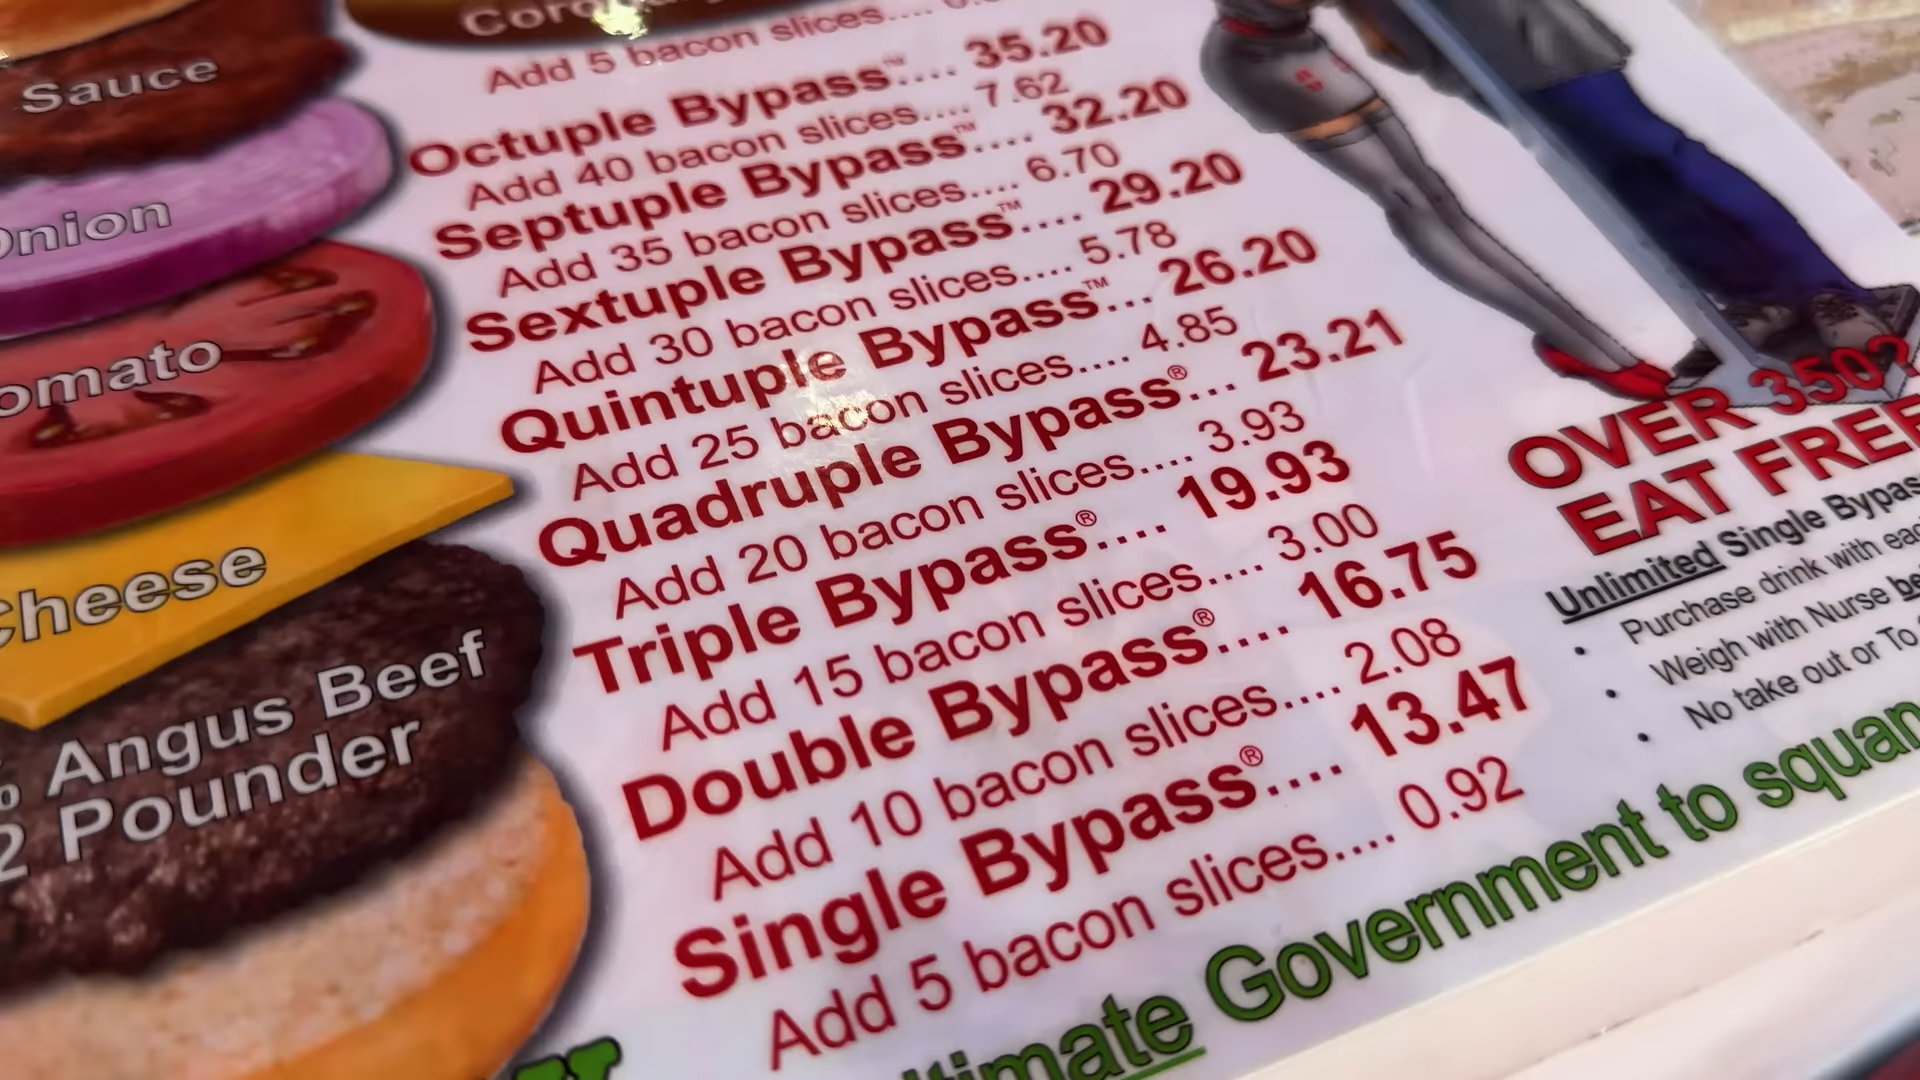 Sauce
Onion
Tomato
Cheese
Angus Beef
Pounder
Add 5 bacon slices....
Octuple Bypass™.... 35.20
Add 40 bacon slices.... 7.62
Septuple Bypass™.... 32.20
Add 35 bacon slices.... 6.70
Sextuple Bypass™.... 29.20
Add 30 bacon slices.... 5.78
Quintuple Bypass™... 26.20
Add 25 bacon slices.... 4.85
Quadruple Bypass®... 23.21
Add 20 bacon slices.... 3.93
Triple Bypass®.... 19.93
Add 15 bacon slices.... 3.00
Double Bypass®.... 16.75
Add 10 bacon slices.... 2.08
Single Bypass®.... 13.47
Add 5 bacon slices.... 0.92
OVER 350?
EAT FREE
Unlimited Single Bypass
• Purchase drink with
• Weigh with Nurse
• No take out or To
Government to